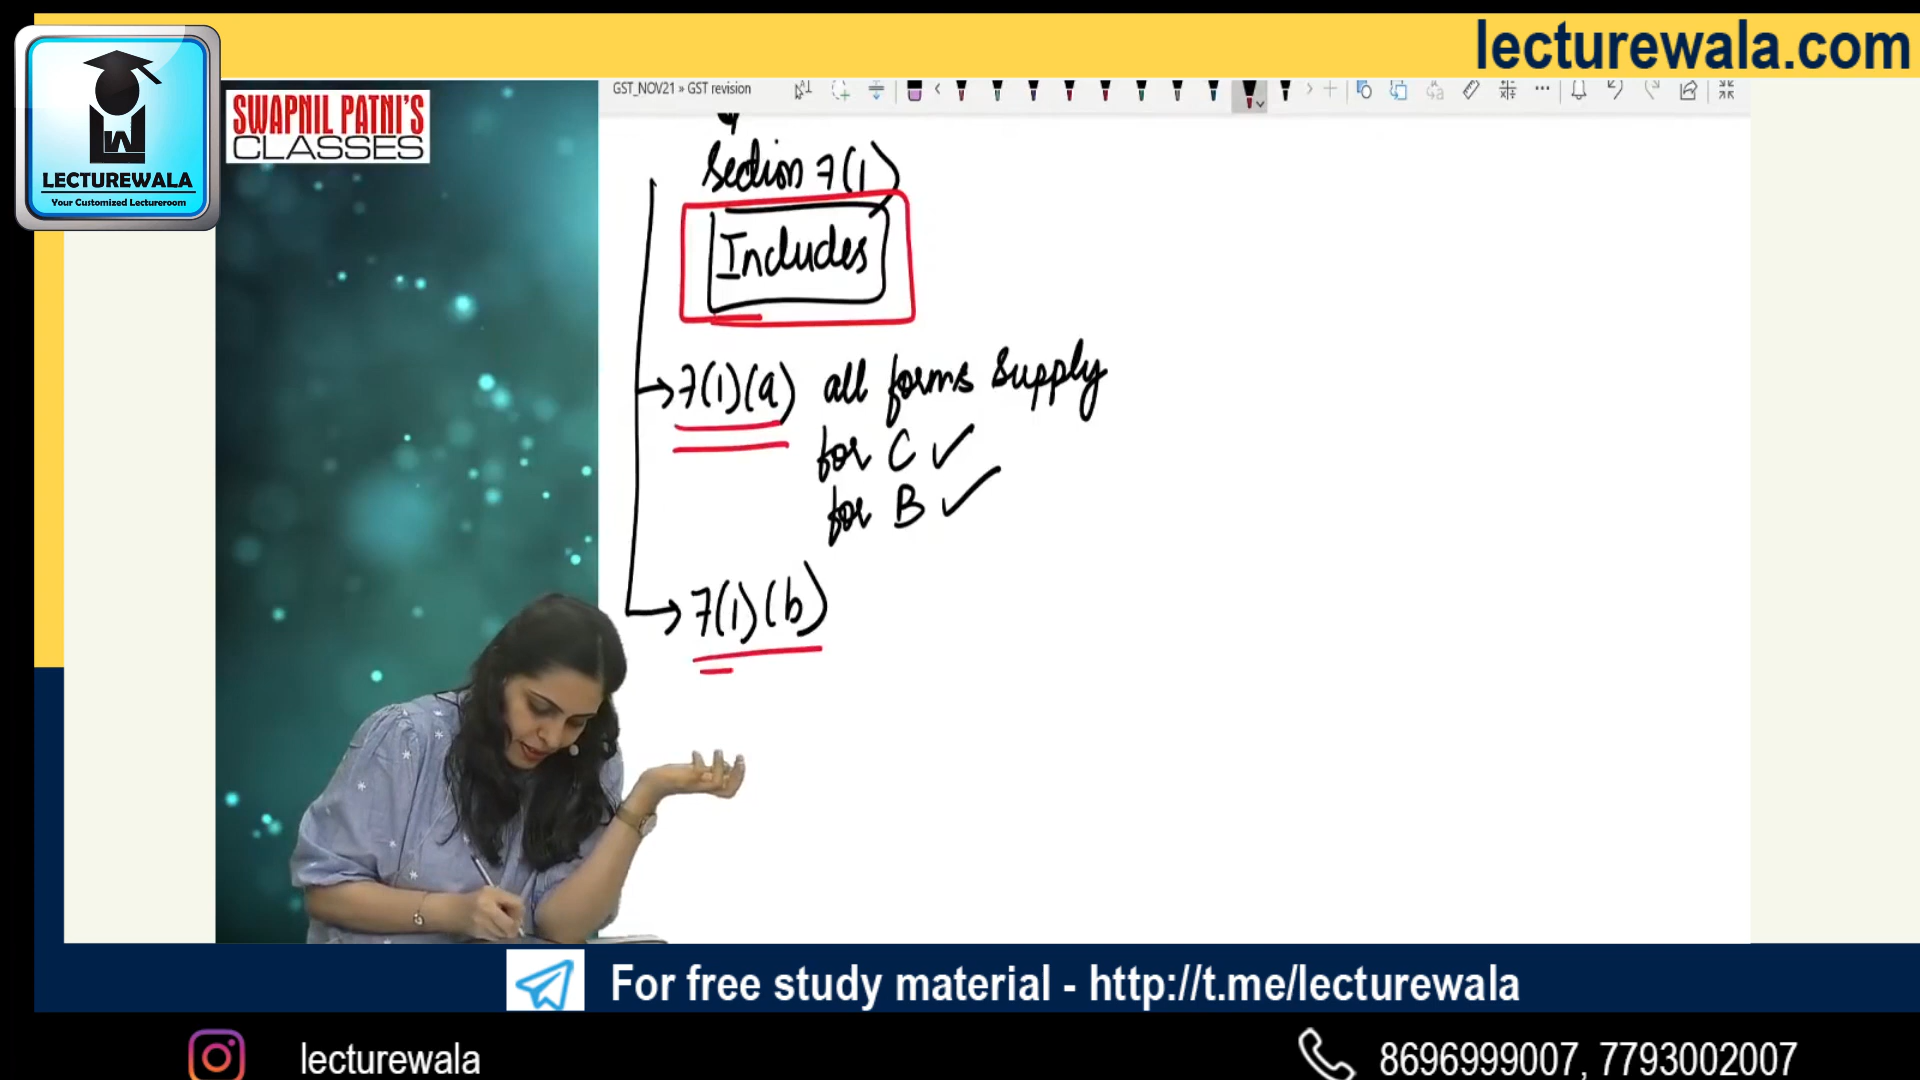 lecturewala.com
LW
LECTUREWALA
Your Customized Lectureroom
SWAPNIL PATNI'S
CLASSES
GST_NOV21 » GST revision
Section 7(1)
Includes
7(1)(a) all forms supply
for C ✓
for B ✓
7(1)(b)
For free study material - http://t.me/lecturewala
lecturewala
8696999007, 7793002007